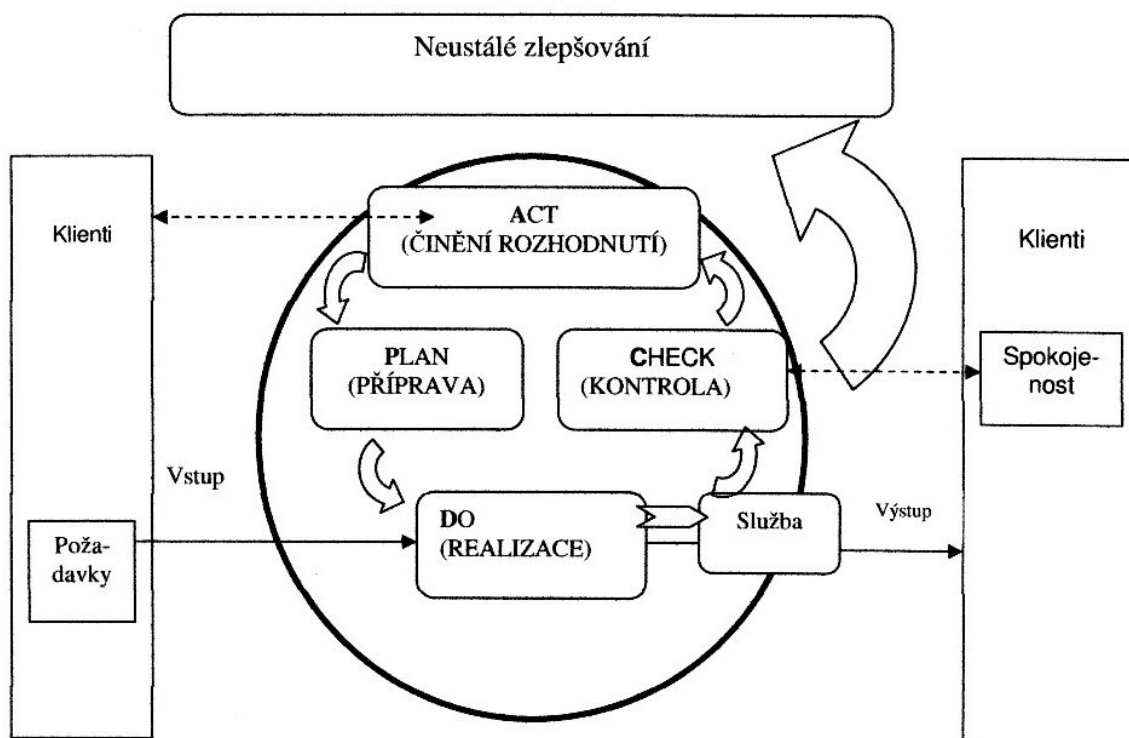 Neustálé zlepšování
Klienti
ACT
(ČINĚNÍ ROZHODNUTÍ)
Klienti
PLAN
(PŘÍPRAVA)
CHECK
(KONTROLA)
Spokoje-
nost
Vstup
Poža-
davky
DO
(REALIZACE)
Služba
Výstup